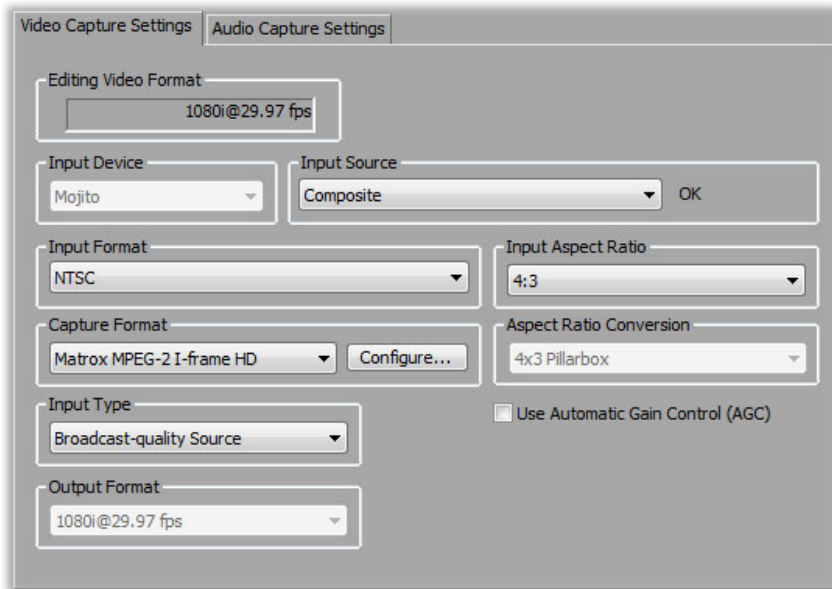 Video Capture Settings
Audio Capture Settings
Editing Video Format
1080i@29.97 fps
Input Device
Input Source
Mojito
Composite
OK
Input Format
Input Aspect Ratio
NTSC
4:3
Capture Format
Aspect Ratio Conversion
Matrox MPEG-2 I-frame HD
Configure...
4x3 Pillarbox
Input Type
Use Automatic Gain Control (AGC)
Broadcast-quality Source
Output Format
1080i@29.97 fps